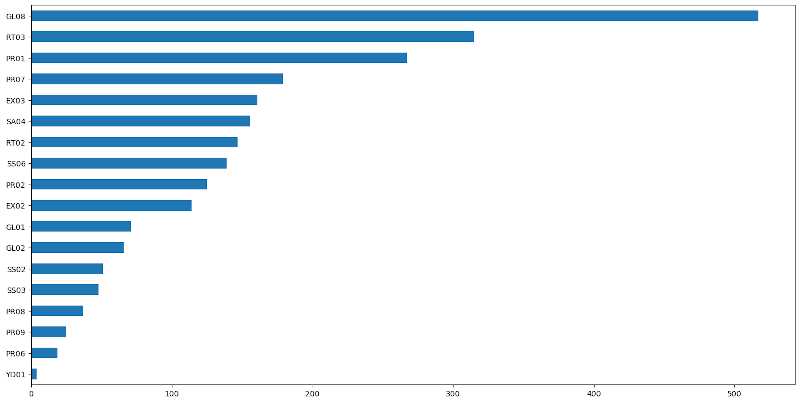 GL08
RT03
PR01
PR07
EX03
SA04
RT02
SS06
PR02
EX02
GL01
GL02
SS02
SS03
PR08
PR09
PR06
YD01
0 100 200 300 400 500